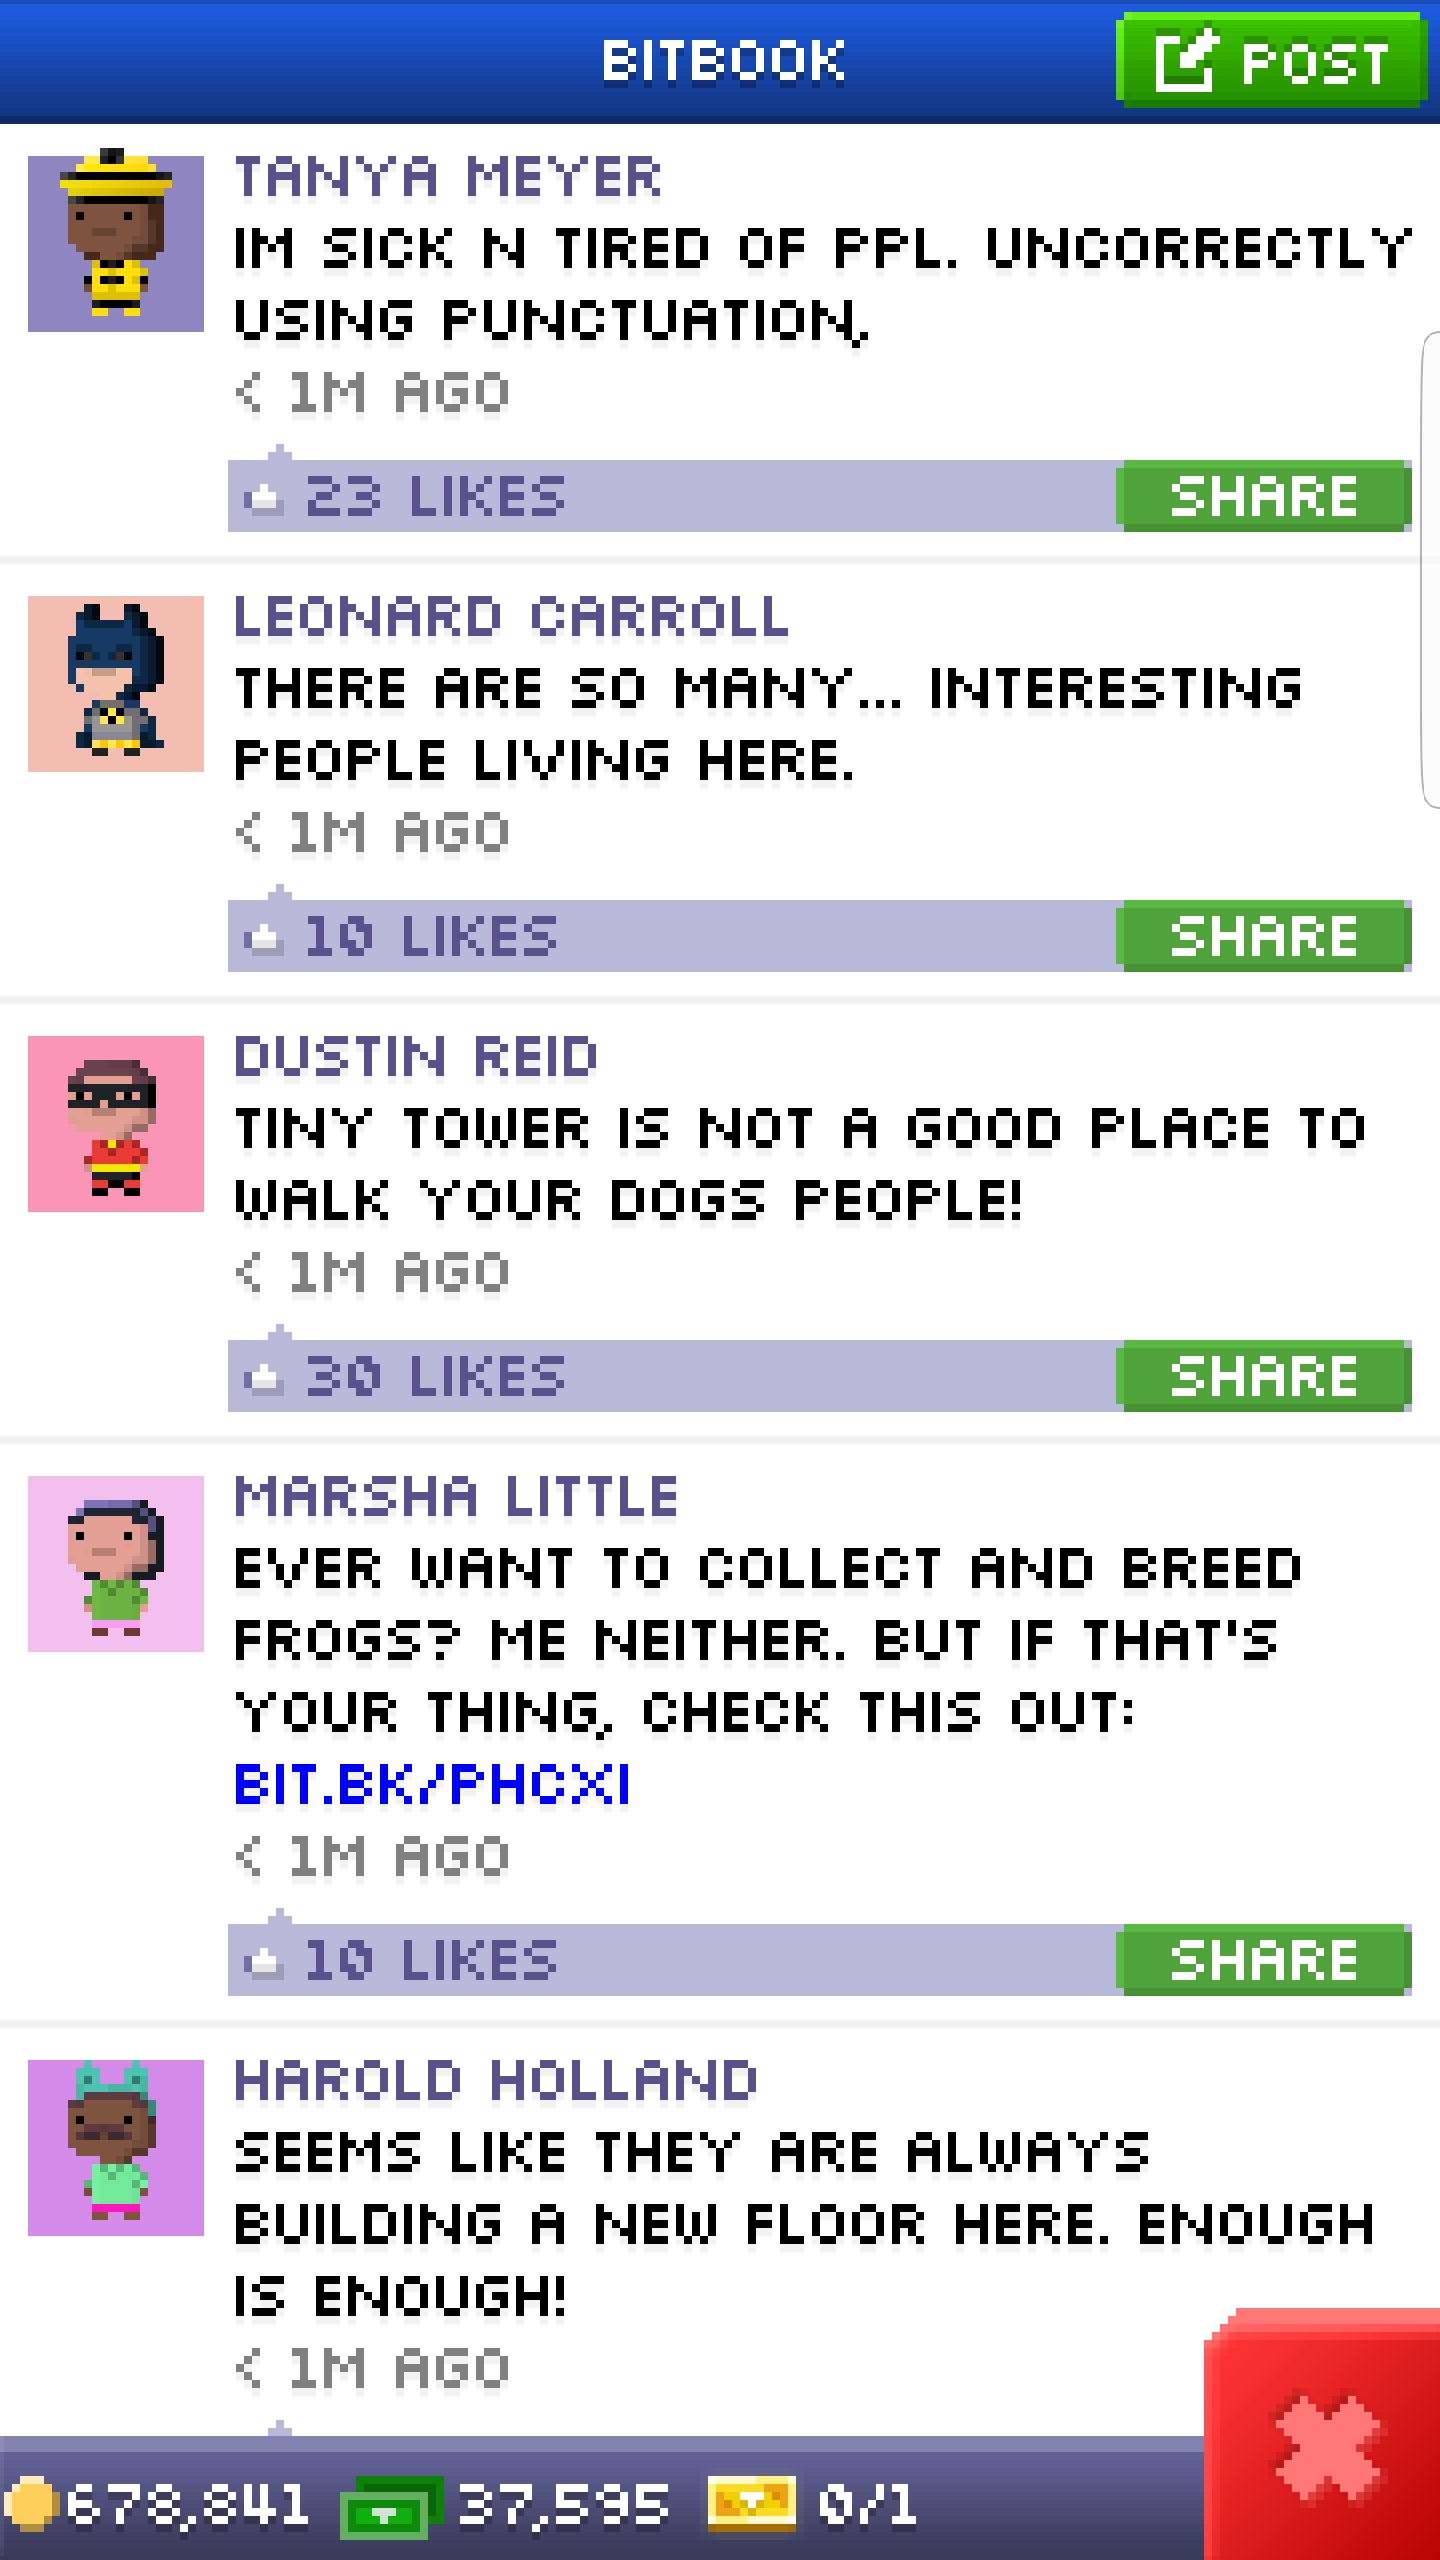 BITBOOK
POST
TANYA MEYER
IM SICK N TIRED OF PPL. UNCORRECTLY
USING PUNCTUATION,
< 1M AGO
23 LIKES
SHARE
LEONARD CARROLL
THERE ARE SO MANY... INTERESTING
PEOPLE LIVING HERE.
< 1M AGO
10 LIKES
SHARE
DUSTIN REID
TINY TOWER IS NOT A GOOD PLACE TO
WALK YOUR DOGS PEOPLE!
< 1M AGO
30 LIKES
SHARE
MARSHA LITTLE
EVER WANT TO COLLECT AND BREED
FROGS? ME NEITHER. BUT IF THAT'S
YOUR THING, CHECK THIS OUT:
BIT.BK/PHCXI
< 1M AGO
10 LIKES
SHARE
HAROLD HOLLAND
SEEMS LIKE THEY ARE ALWAYS
BUILDING A NEW FLOOR HERE. ENOUGH
IS ENOUGH!
< 1M AGO
678,841
37,595
0/1